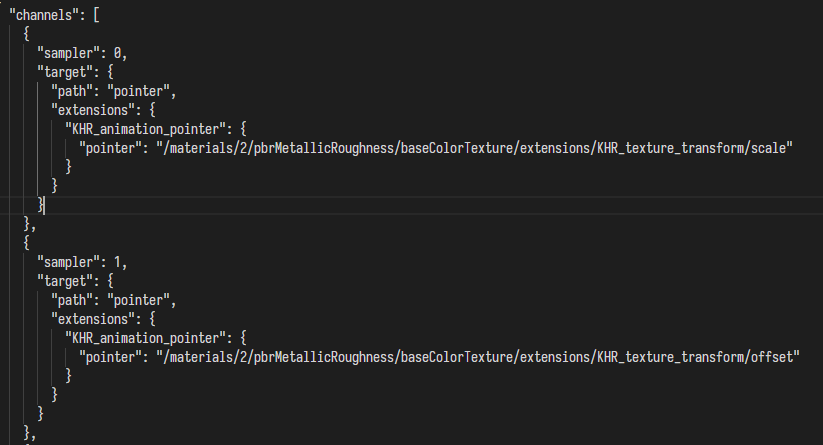 "channels": [
{
"sampler": 0,
"target": {
"path": "pointer",
"extensions": {
"KHR_animation_pointer": {
"pointer": "/materials/2/pbrMetallicRoughness/baseColorTexture/extensions/KHR_texture_transform/scale"
}
}
}
},
{
"sampler": 1,
"target": {
"path": "pointer",
"extensions": {
"KHR_animation_pointer": {
"pointer": "/materials/2/pbrMetallicRoughness/baseColorTexture/extensions/KHR_texture_transform/offset"
}
}
}
},